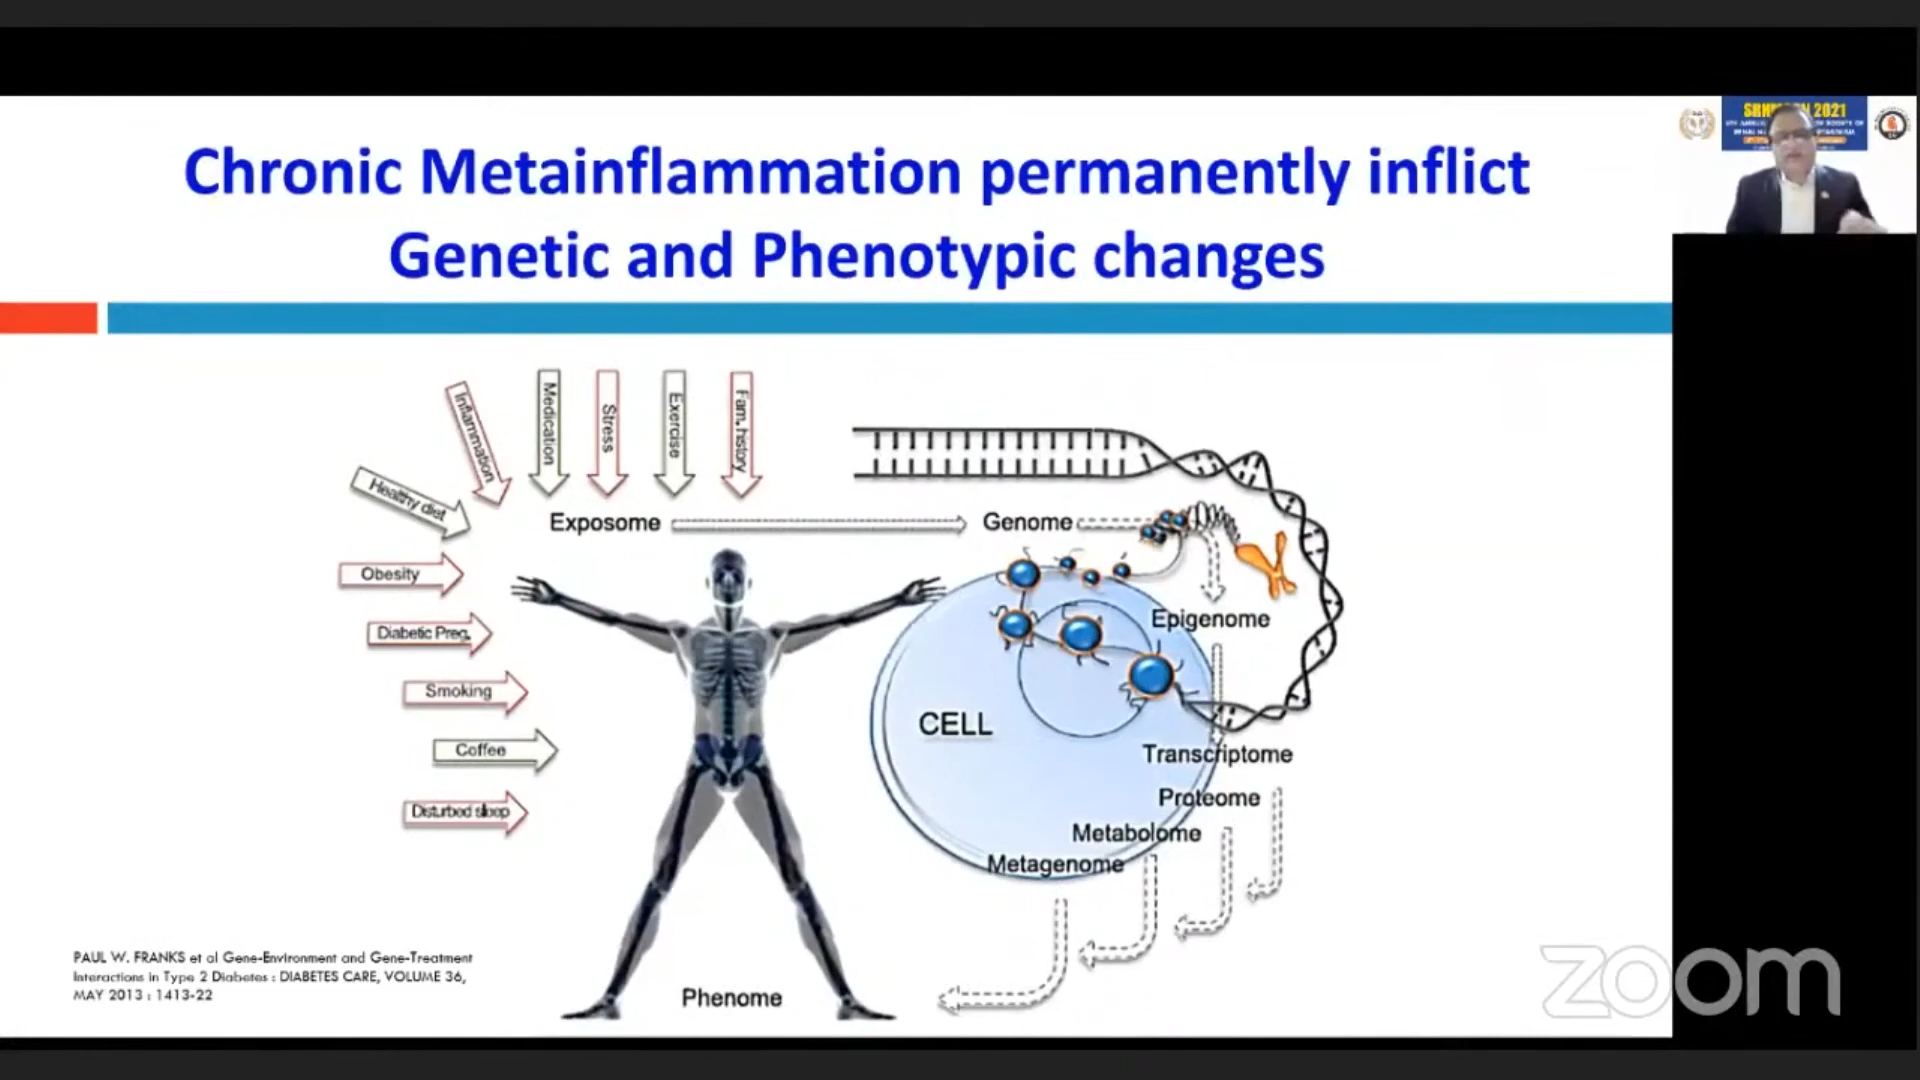 Chronic Metainflammation permanently inflict
Genetic and Phenotypic changes
2021
Inflammation
Medication
Stress
Exercise
Fam. history
Healthy diet
Exposome
Genome
Obesity
Diabetic Preg.
Smoking
Coffee
Disturbed sleep
Epigenome
CELL
Transcriptome
Proteome
Metabolome
Metagenome
Phenome
PAUL W. FRANKS et al Gene-Environment and Gene-Treatment
Interactions in Type 2 Diabetes : DIABETES CARE, VOLUME 36,
MAY 2013 : 1413-22
zoom